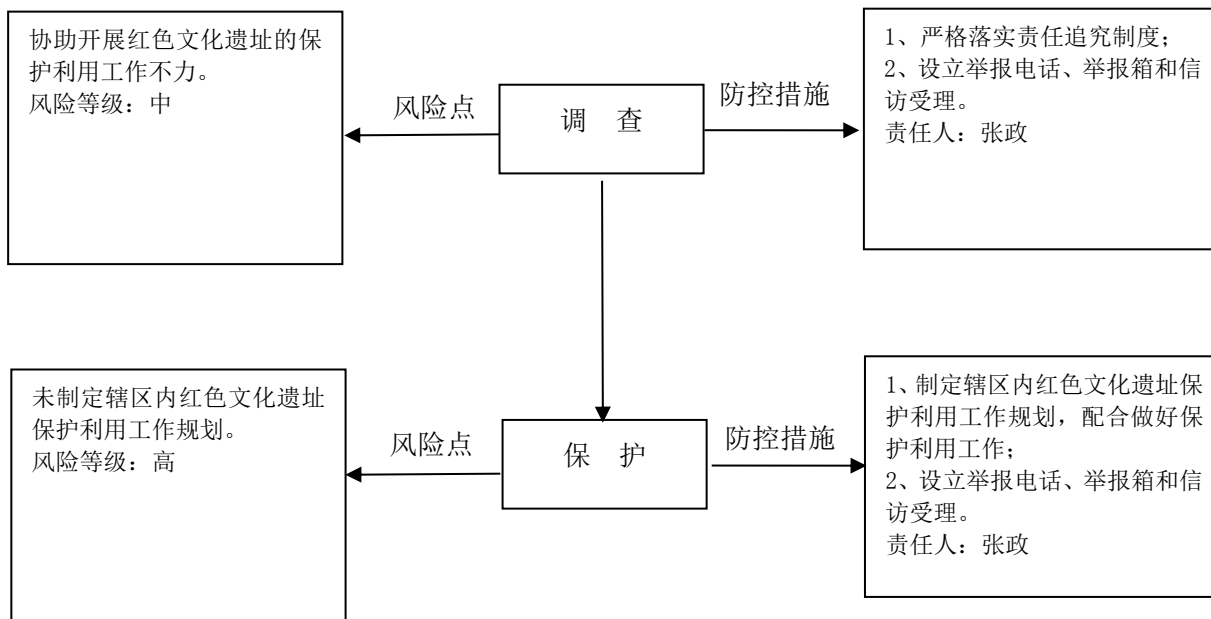 协助开展红色文化遗址的保
护利用工作不力。
风险等级：中
风险点
调 查
防控措施
1、严格落实责任追究制度；
2、设立举报电话、举报箱和信
访受理。
责任人：张政
未制定辖区内红色文化遗址
保护利用工作规划。
风险等级：高
风险点
保 护
防控措施
1、制定辖区内红色文化遗址保
护利用工作规划，配合做好保
护利用工作；
2、设立举报电话、举报箱和信
访受理。
责任人：张政